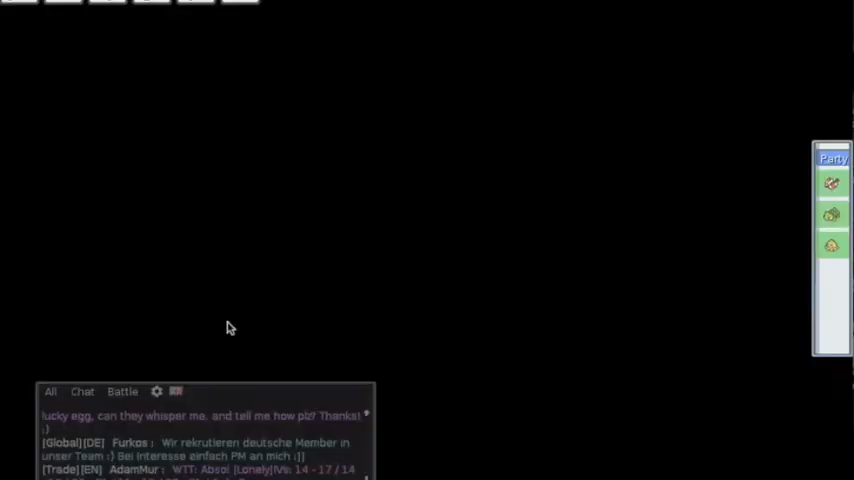 Party
All Chat Battle
lucky egg, can they whisper me, and tell me how plz? Thanks!
:)
[Global][DE] Furkos: Wir rekrutieren deutsche Member in
unser Team :) Bei Interesse einfach PM an mich :))
[Trade][EN] AdamMur: WTT: Absol [Lonely]IVs: 14 - 17 / 14